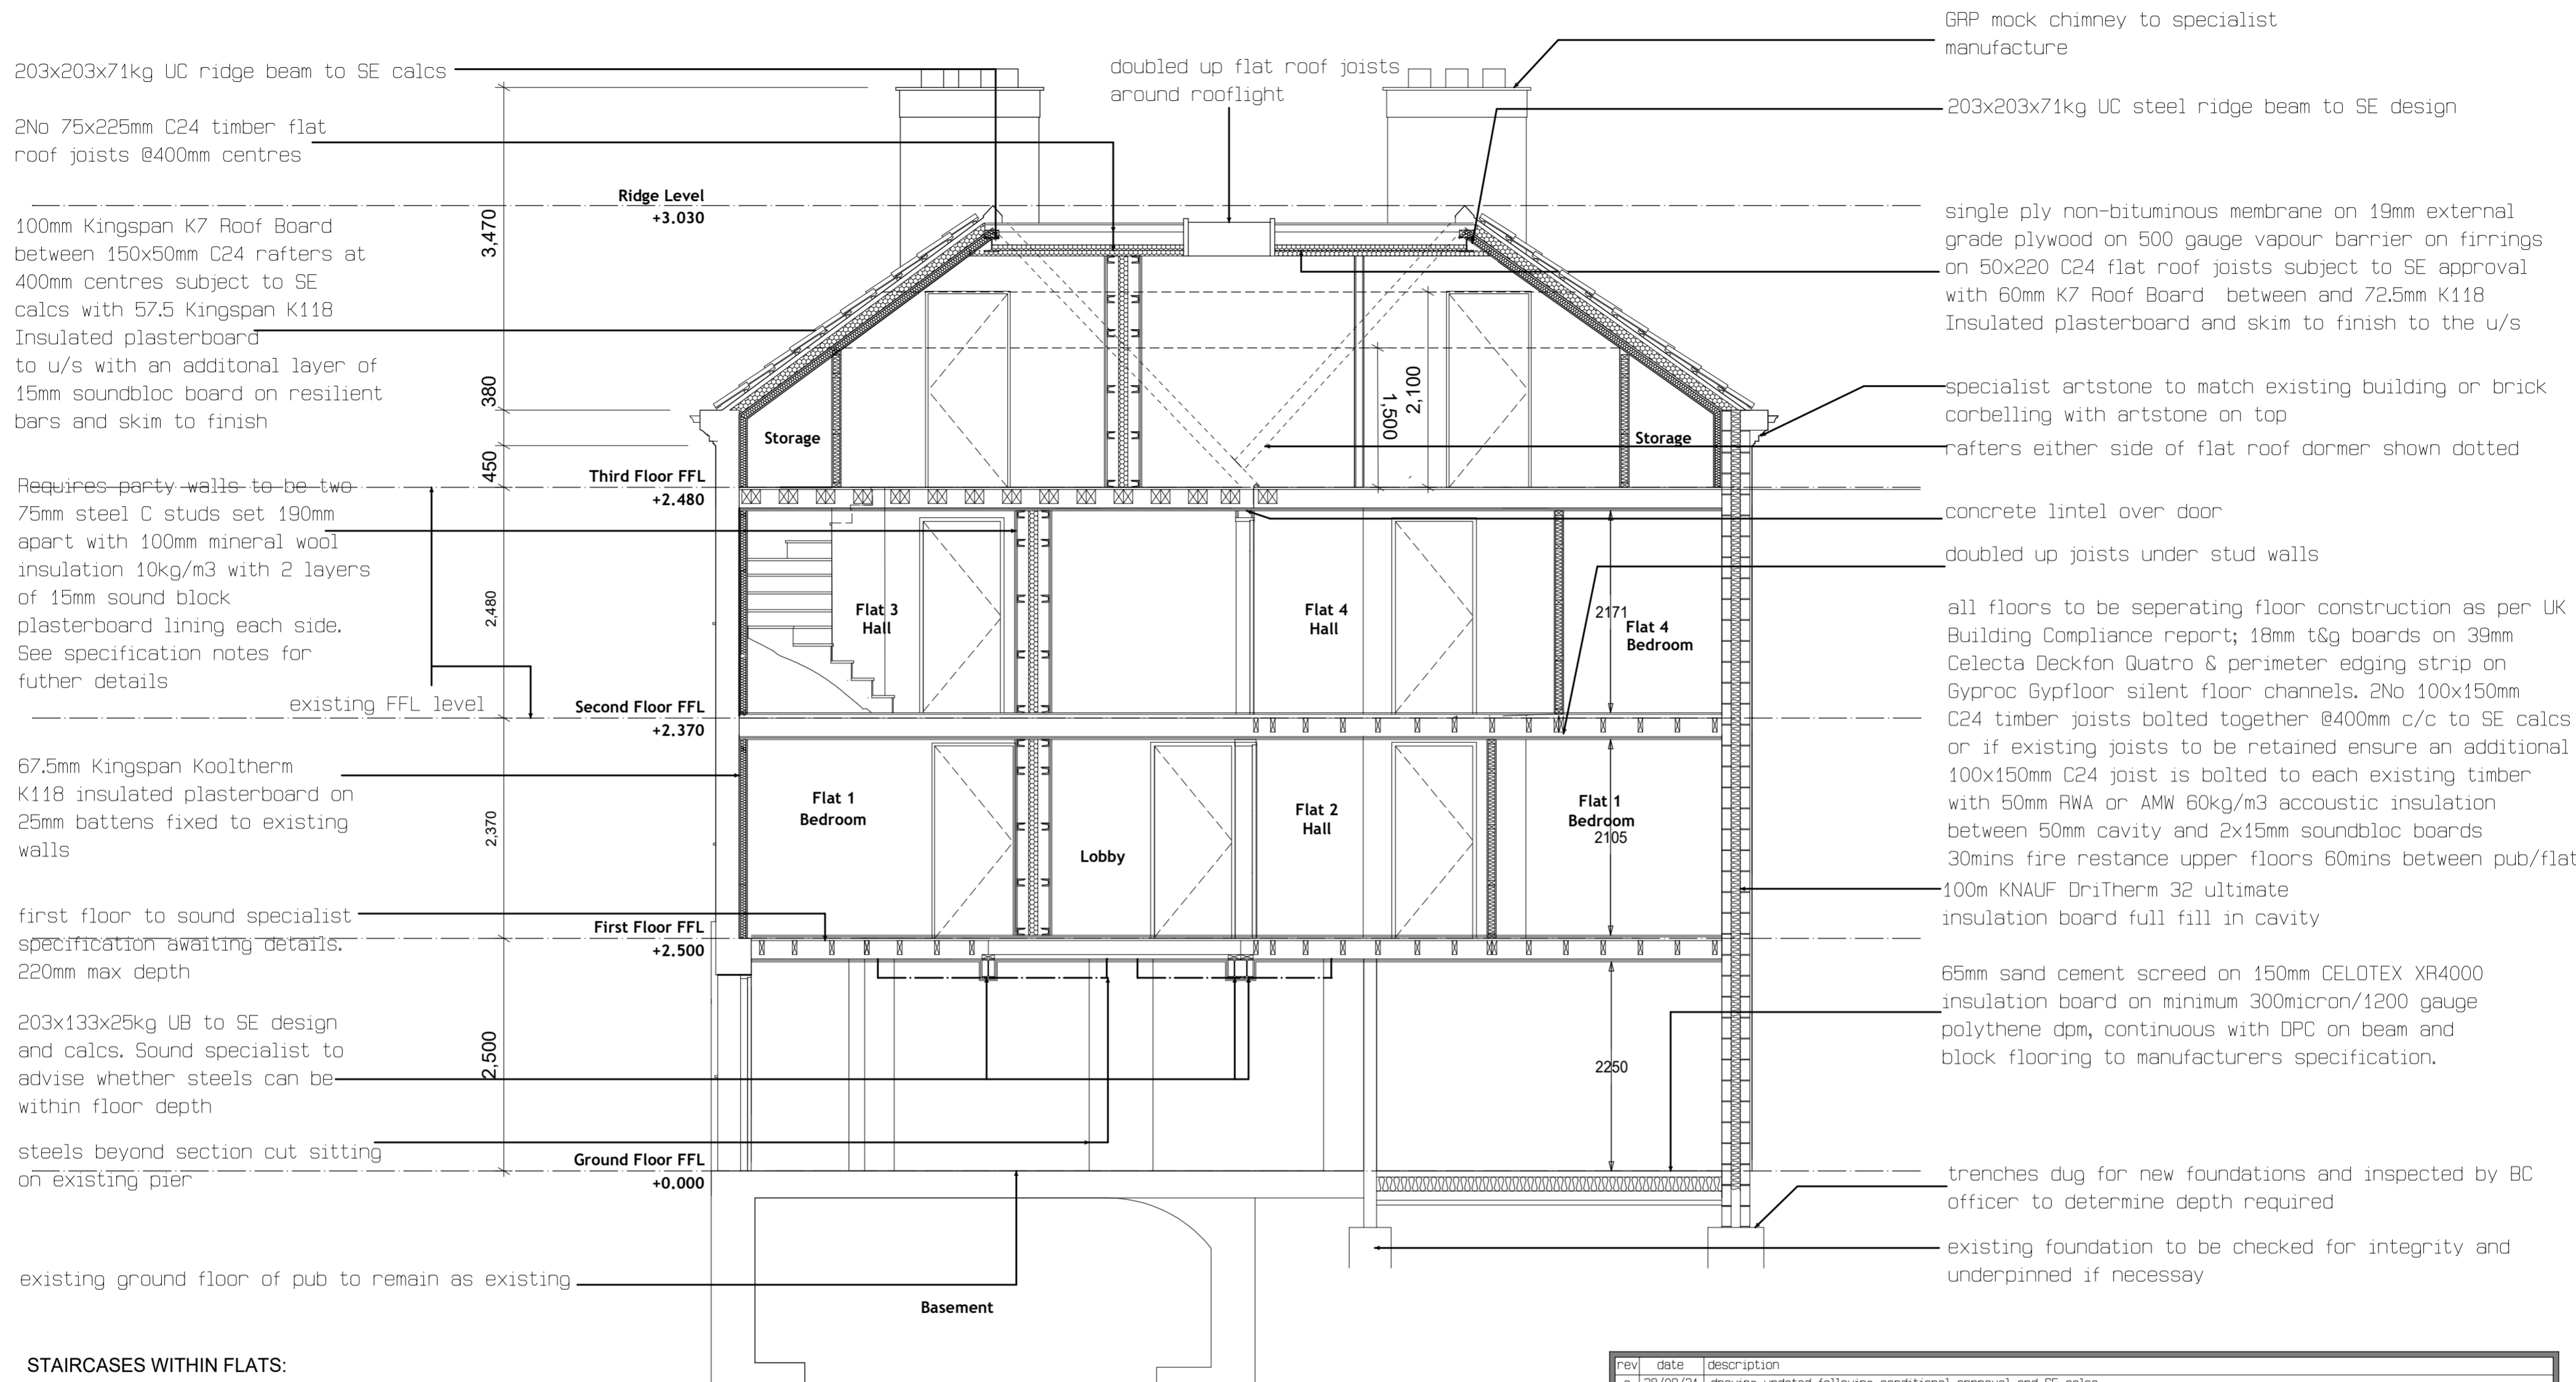 203x203x71kg UC ridge beam to SE calcs
2No 75x225mm C24 timber flat
roof joists @400mm centres
100mm Kingspan K7 Roof Board
between 150x50mm C24 rafters at
400mm centres subject to SE
calcs with 57.5 Kingspan K118
Insulated plasterboard
to u/s with an additonal layer of
15mm soundbloc board on resilient
bars and skim to finish
Requires party walls to be two
75mm steel C studs set 190mm
apart with 100mm mineral wool
insulation 10kg/m3 with 2 layers
of 15mm sound block
plasterboard lining each side.
See specification notes for
futher details
existing FFL level
67.5mm Kingspan Kooltherm
K118 insulated plasterboard on
25mm battens fixed to existing
walls
first floor to sound specialist
specification awaiting details.
220mm max depth
203x133x25kg UB to SE design
and calcs. Sound specialist to
advise whether steels can be
within floor depth
steels beyond section cut sitting
on existing pier
existing ground floor of pub to remain as existing
STAIRCASES WITHIN FLATS:
3,470
380
450
2,480
2,370
2,500
Ridge Level
+3.030
Third Floor FFL
+2.480
Second Floor FFL
+2.370
First Floor FFL
+2.500
Ground Floor FFL
+0.000
doubled up flat roof joists
around rooflight
Storage
1,500
2,100
Storage
Flat 3
Hall
Flat 4
Hall
2171
Flat 4
Bedroom
Flat 1
Bedroom
Lobby
Flat 2
Hall
Flat 1
Bedroom
2105
2250
Basement
GRP mock chimney to specialist
manufacture
203x203x71kg UC steel ridge beam to SE design
single ply non-bituminous membrane on 19mm external
grade plywood on 500 gauge vapour barrier on firrings
on 50x220 C24 flat roof joists subject to SE approval
with 60mm K7 Roof Board between and 72.5mm K118
Insulated plasterboard and skim to finish to the u/s
specialist artstone to match existing building or brick
corbelling with artstone on top
rafters either side of flat roof dormer shown dotted
concrete lintel over door
doubled up joists under stud walls
all floors to be seperating floor construction as per UK
Building Compliance report; 18mm t&g boards on 39mm
Celecta Deckfon Quatro & perimeter edging strip on
Gyproc Gypfloor silent floor channels. 2No 100x150mm
C24 timber joists bolted together @400mm c/c to SE calcs
or if existing joists to be retained ensure an additional
100x150mm C24 joist is bolted to each existing timber
with 50mm RWA or AMW 60kg/m3 accoustic insulation
between 50mm cavity and 2x15mm soundbloc boards
30mins fire restance upper floors 60mins between pub/flat
100m KNAUF DriTherm 32 ultimate
insulation board full fill in cavity
65mm sand cement screed on 150mm CELOTEX XR4000
insulation board on minimum 300micron/1200 gauge
polythene dpm, continuous with DPC on beam and
block flooring to manufacturers specification.
trenches dug for new foundations and inspected by BC
officer to determine depth required
existing foundation to be checked for integrity and
underpinned if necessay
rev date description